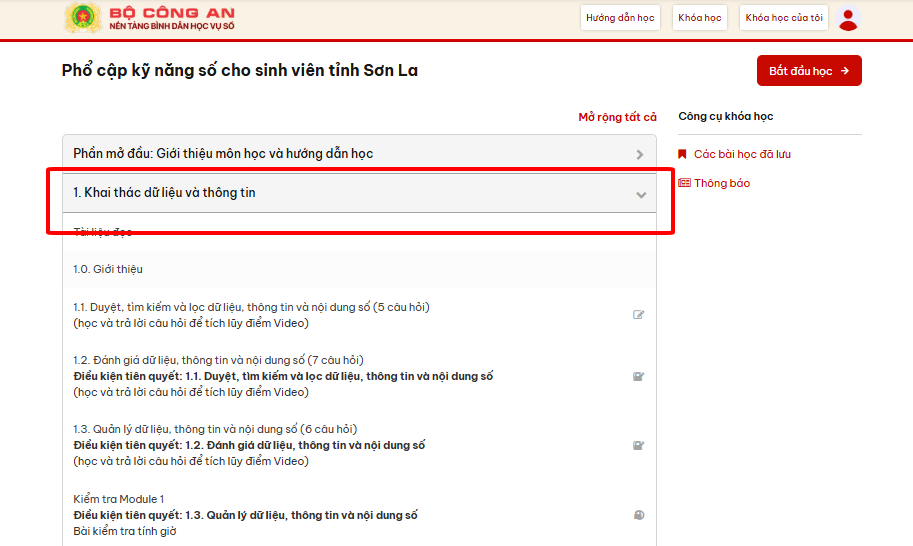 BỘ CÔNG AN
NỀN TẢNG BÌNH DÂN HỌC VỤ SỐ
Hướng dẫn học
Khóa học
Khóa học của tôi
Phổ cập kỹ năng số cho sinh viên tỉnh Sơn La
Bắt đầu học
Mở rộng tất cả
Công cụ khóa học
Phần mở đầu: Giới thiệu môn học và hướng dẫn học
Các bài học đã lưu
Thông báo
1. Khai thác dữ liệu và thông tin
Tài liệu đọc
1.0. Giới thiệu
1.1. Duyệt, tìm kiếm và lọc dữ liệu, thông tin và nội dung số (5 câu hỏi)
(học và trả lời câu hỏi để tích lũy điểm Video)
1.2. Đánh giá dữ liệu, thông tin và nội dung số (7 câu hỏi)
Điều kiện tiên quyết: 1.1. Duyệt, tìm kiếm và lọc dữ liệu, thông tin và nội dung số
(học và trả lời câu hỏi để tích lũy điểm Video)
1.3. Quản lý dữ liệu, thông tin và nội dung số (6 câu hỏi)
Điều kiện tiên quyết: 1.2. Đánh giá dữ liệu, thông tin và nội dung số
(học và trả lời câu hỏi để tích lũy điểm Video)
Kiểm tra Module 1
Điều kiện tiên quyết: 1.3. Quản lý dữ liệu, thông tin và nội dung số
Bài kiểm tra tính giờ